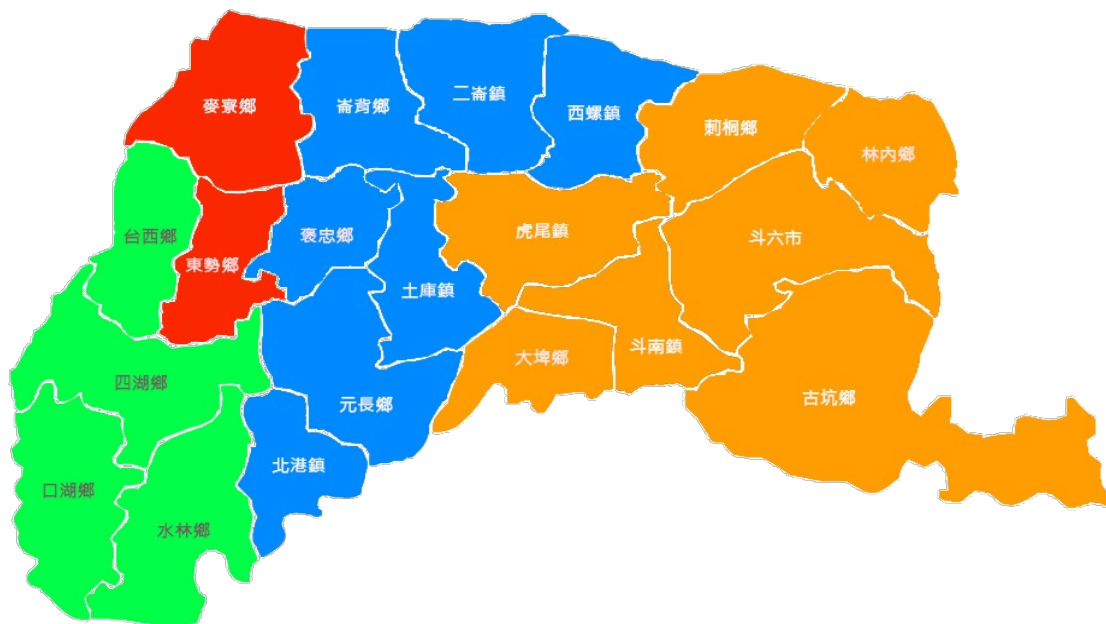 麥寮鄉
崙背鄉
二崙鎮
西螺鎮
莿桐鄉
林內鄉
台西鄉
東勢鄉
褒忠鄉
虎尾鎮
斗六市
土庫鎮
四湖鄉
元長鄉
大埤鄉
斗南鎮
古坑鄉
北港鎮
口湖鄉
水林鄉